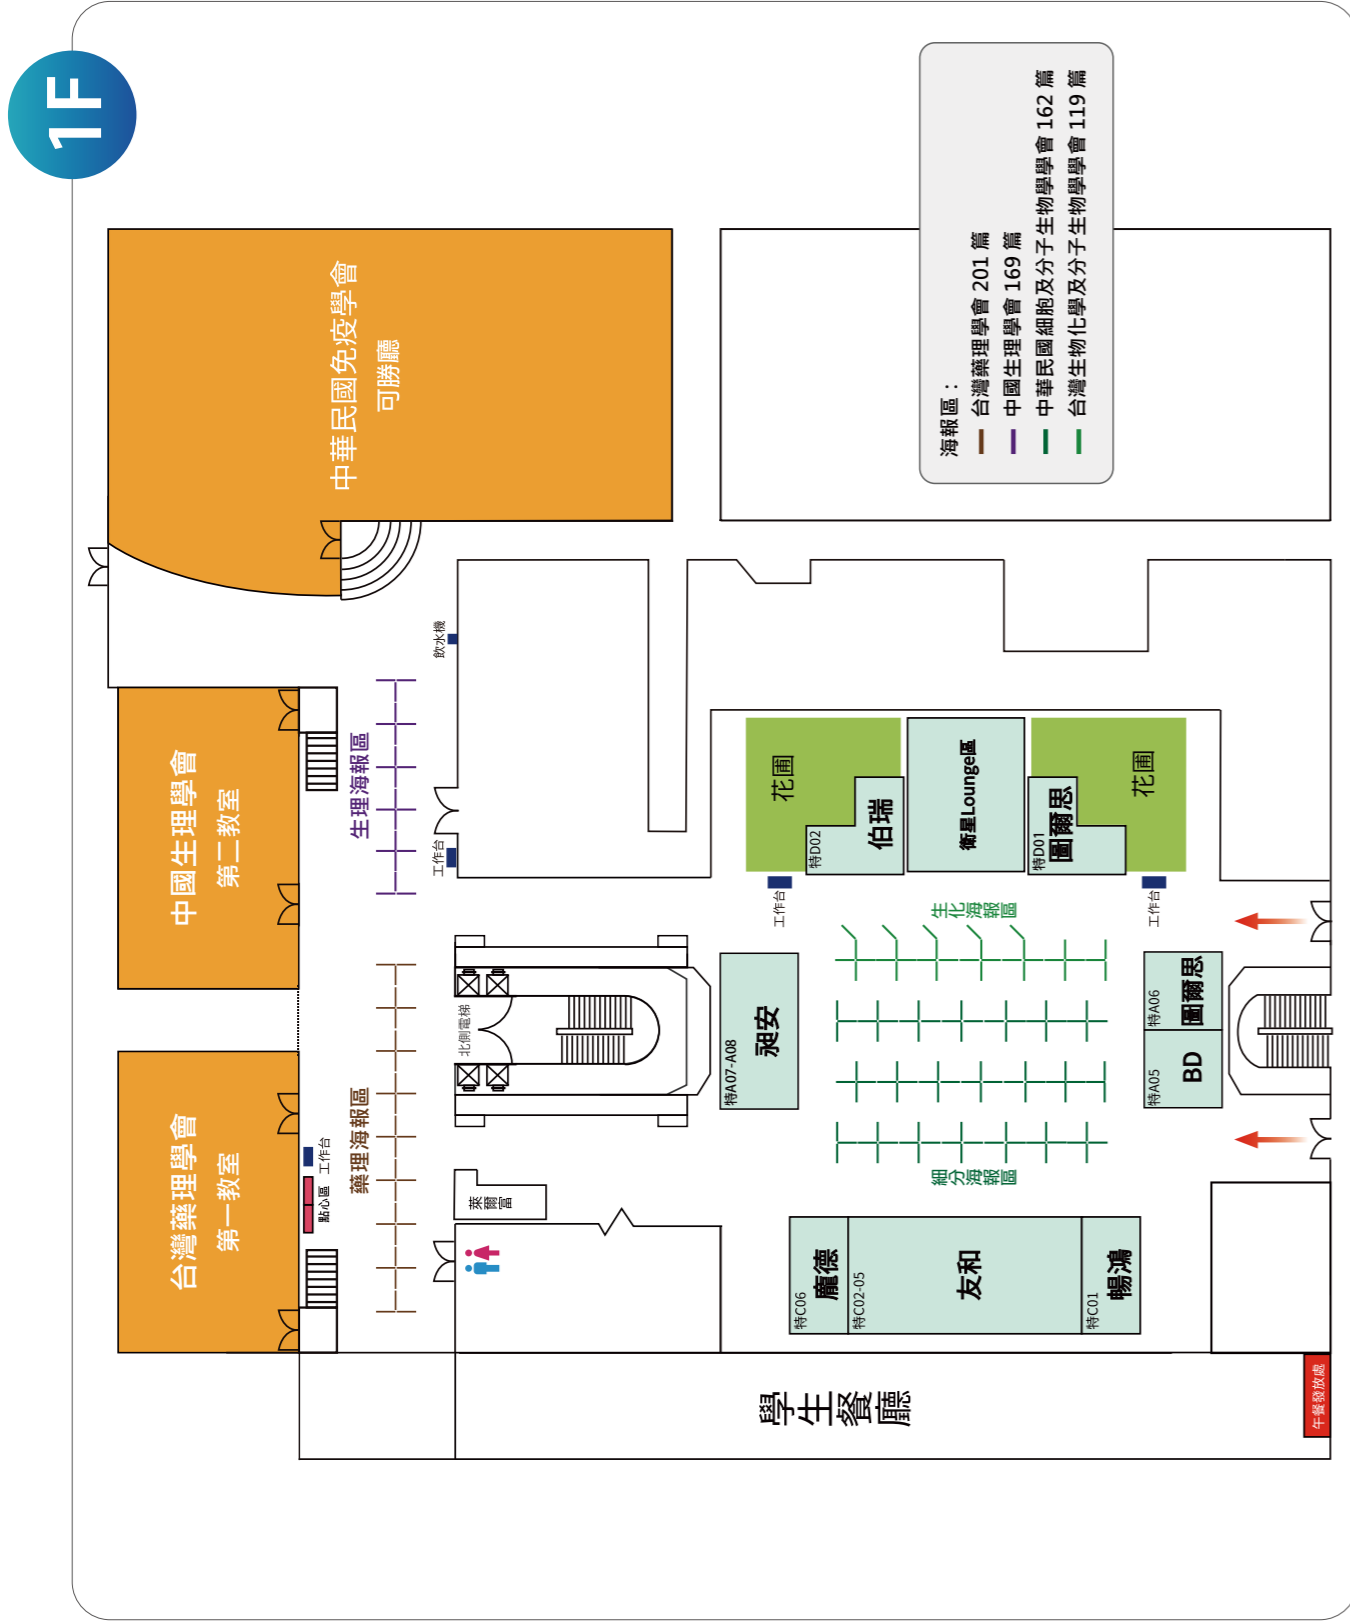 1F
台灣藥理學會
第一教室
中國生理學會
第二教室
中華民國免疫學會
可勝廳
點心區
工作台
藥理海報區
生理海報區
工作台
飲水機
萊爾富
北側電梯
海報區：
台灣藥理學會 201 篇
中國生理學會 169 篇
中華民國細胞及分子生物學學會 162 篇
台灣生物化學及分子生物學學會 119 篇
學生餐廳
特C06
龐德
特C02-05
友和
特C01
暢鴻
特A07-A08
昶安
細分海報區
生化海報區
工作台
花圃
特D02
伯瑞
衛星Lounge區
特D01
圖爾思
花圃
工作台
特A05
BD
特A06
圖爾思
午餐發放處